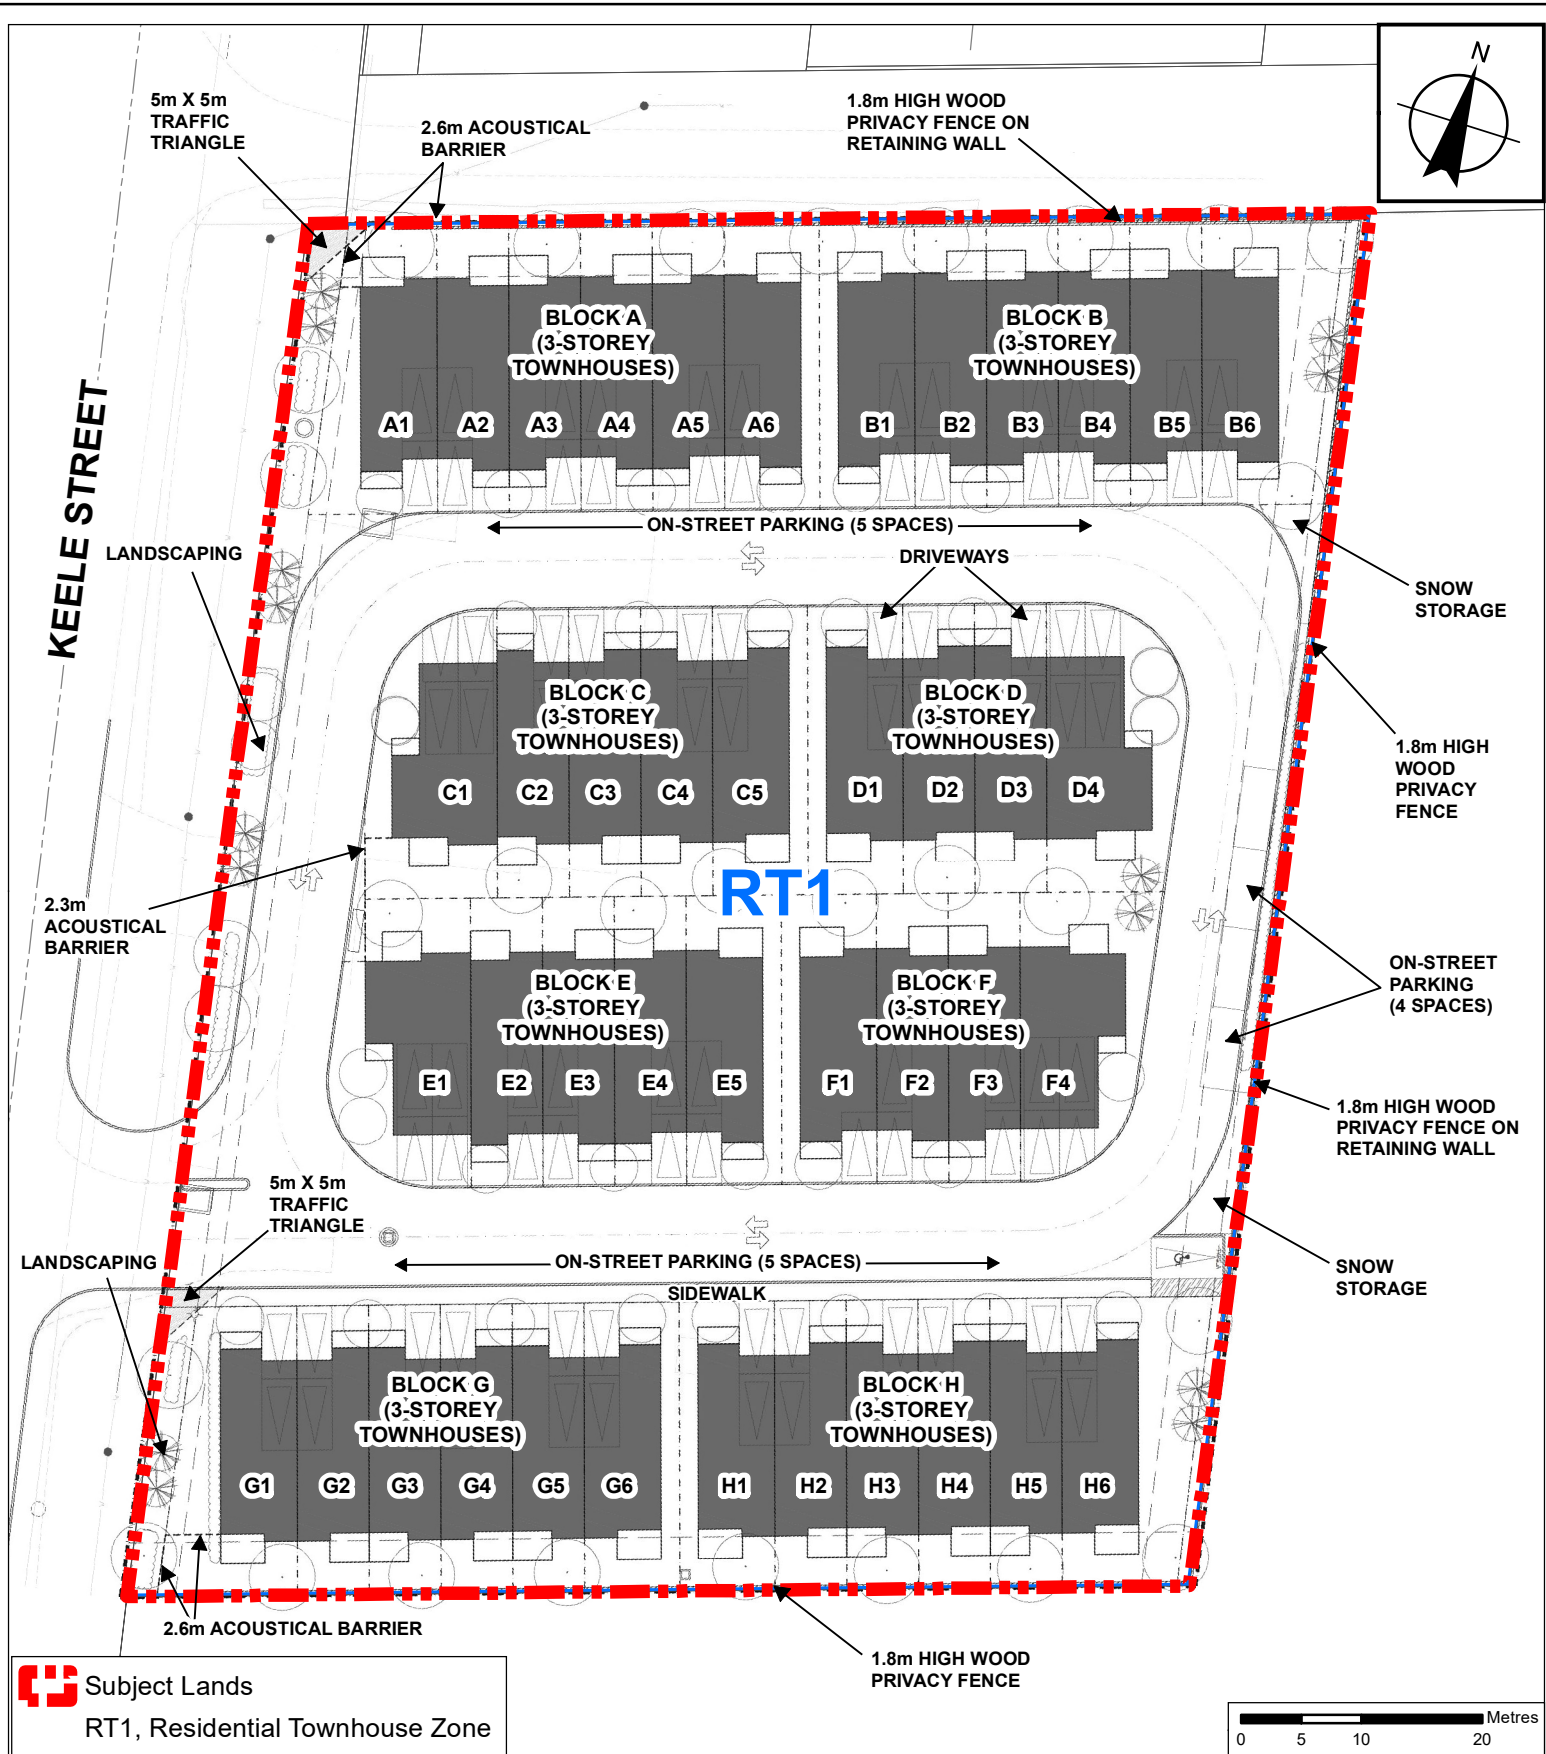 N
5m X 5m
TRAFFIC
TRIANGLE
2.6m ACOUSTICAL
BARRIER
1.8m HIGH WOOD
PRIVACY FENCE ON
RETAINING WALL
BLOCK A
(3-STOREY
TOWNHOUSES)
BLOCK B
(3-STOREY
TOWNHOUSES)
A1 A2 A3 A4 A5 A6
B1 B2 B3 B4 B5 B6
KEELE STREET
ON-STREET PARKING (5 SPACES)
LANDSCAPING
DRIVEWAYS
SNOW
STORAGE
BLOCK C
(3-STOREY
TOWNHOUSES)
BLOCK D
(3-STOREY
TOWNHOUSES)
1.8m HIGH
WOOD
PRIVACY
FENCE
C1 C2 C3 C4 C5
D1 D2 D3 D4
RT1
2.3m
ACOUSTICAL
BARRIER
ON-STREET
PARKING
(4 SPACES)
BLOCK E
(3-STOREY
TOWNHOUSES)
BLOCK F
(3-STOREY
TOWNHOUSES)
E1 E2 E3 E4 E5
F1 F2 F3 F4
1.8m HIGH WOOD
PRIVACY FENCE ON
RETAINING WALL
5m X 5m
TRAFFIC
TRIANGLE
LANDSCAPING
ON-STREET PARKING (5 SPACES)
SNOW
STORAGE
SIDEWALK
BLOCK G
(3-STOREY
TOWNHOUSES)
BLOCK H
(3-STOREY
TOWNHOUSES)
G1 G2 G3 G4 G5 G6
H1 H2 H3 H4 H5 H6
2.6m ACOUSTICAL BARRIER
1.8m HIGH WOOD
PRIVACY FENCE
Subject Lands
RT1, Residential Townhouse Zone
Metres
0 5 10 20